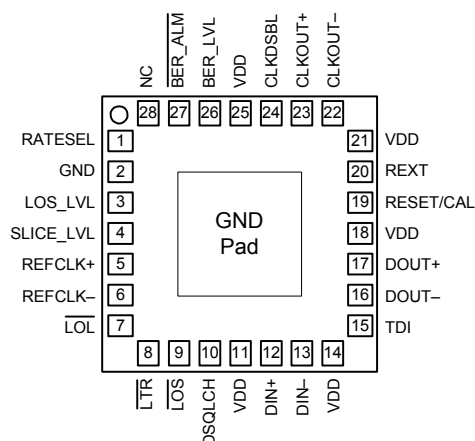 NC
BER_ALM
BER_LVL
VDD
CLKDSBL
CLKOUT+
CLKOUT–
28 27 26 25 24 23 22
RATESEL 1
GND 2
LOS_LVL 3
SLICE_LVL 4
REFCLK+ 5
REFCLK– 6
LOL 7
GND
Pad
21 VDD
20 REXT
19 RESET/CAL
18 VDD
17 DOUT+
16 DOUT–
15 TDI
8 9 10 11 12 13 14
LTR
LOS
DSQLCH
VDD
DIN+
DIN–
VDD